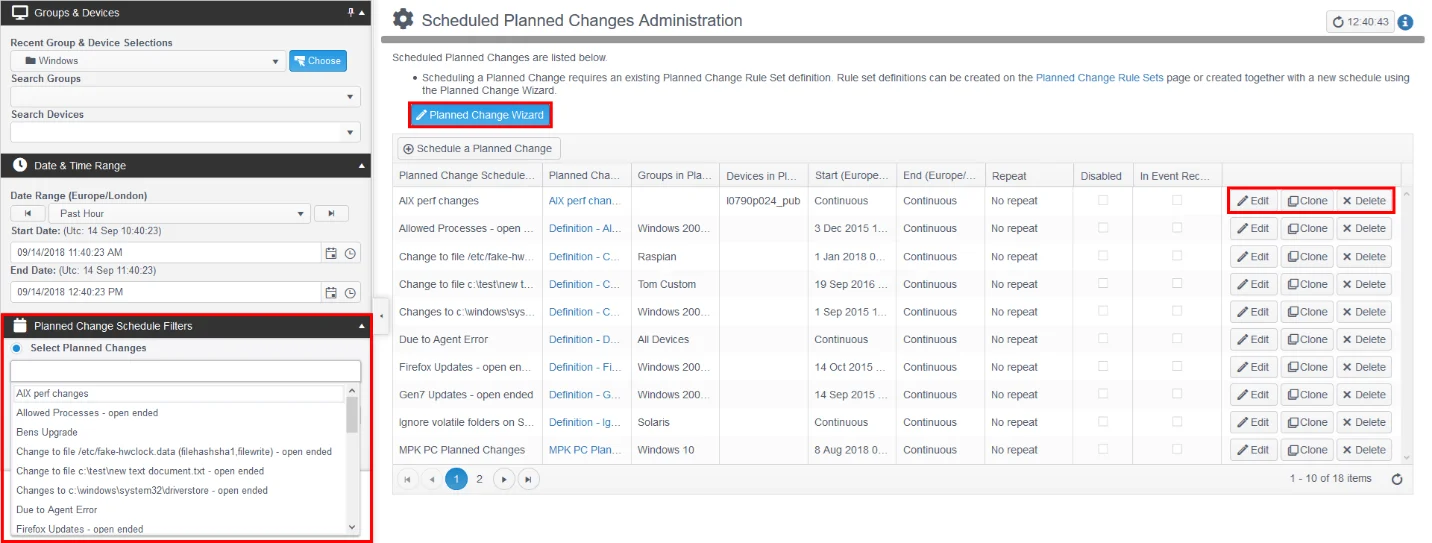 Groups & Devices
Recent Group & Device Selections
Windows
Choose
Search Groups
Search Devices
Date & Time Range
Date Range (Europe/London)
Past Hour
Start Date: (Utc: 14 Sep 10:40:23)
09/14/2018 11:40:23 AM
End Date: (Utc: 14 Sep 11:40:23)
09/14/2018 12:40:23 PM
Planned Change Schedule Filters
Select Planned Changes
AIX perf changes
Allowed Processes - open ended
Bens Upgrade
Change to file /etc/fake-hwclock.data (filehashsha1,filewrite) - open ended
Change to file c:\test\new text document.txt - open ended
Changes to c:\windows\system32\driverstore - open ended
Due to Agent Error
Firefox Updates - open ended
Scheduled Planned Changes Administration
12:40:43
Scheduled Planned Changes are listed below.
• Scheduling a Planned Change requires an existing Planned Change Rule Set definition. Rule set definitions can be created on the Planned Change Rule Sets page or created together with a new schedule using
the Planned Change Wizard.
Planned Change Wizard
Schedule a Planned Change
Planned Change Schedule... Planned Cha... Groups in Pla... Devices in Pl... Start (Europe... End (Europe/... Repeat Disabled In Event Rec...
AIX perf changes AIX perf chan... l0790p024_pub Continuous Continuous No repeat Edit Clone Delete
Allowed Processes - open ... Definition - Al... Windows 200... 3 Dec 2015 1... Continuous No repeat Edit Clone Delete
Change to file /etc/fake-hwc... Definition - C... Raspian 1 Jan 2018 0... Continuous No repeat Edit Clone Delete
Change to file c:\test\new t... Definition - C... Tom Custom 19 Sep 2016 ... Continuous No repeat Edit Clone Delete
Changes to c:\windows\sys... Definition - C... Windows 200... 1 Sep 2015 1... Continuous No repeat Edit Clone Delete
Due to Agent Error Definition - D... All Devices Continuous Continuous No repeat Edit Clone Delete
Firefox Updates - open en... Definition - Fi... Windows 200... 14 Oct 2015 ... Continuous No repeat Edit Clone Delete
Gen7 Updates - open ended Definition - G... Windows 200... 14 Sep 2015 ... Continuous No repeat Edit Clone Delete
Ignore volatile folders on S... Definition - Ig... Solaris Continuous Continuous No repeat Edit Clone Delete
MPK PC Planned Changes MPK PC Plan... Windows 10 8 Aug 2018 0... Continuous No repeat Edit Clone Delete
1 2 1 - 10 of 18 items